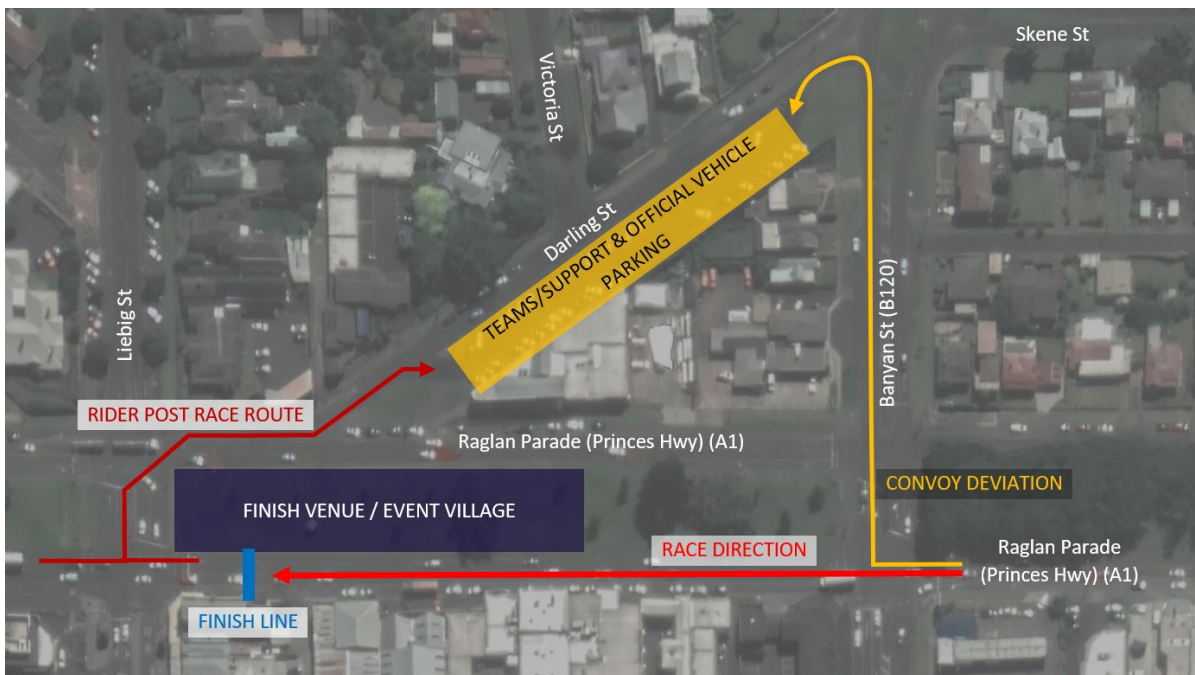 Skene St
Victoria St
TEAMS/SUPPORT & OFFICIAL VEHICLE
PARKING
Darling St
Liebig St
Banyan St (B120)
RIDER POST RACE ROUTE
Raglan Parade (Princes Hwy) (A1)
CONVOY DEVIATION
FINISH VENUE / EVENT VILLAGE
RACE DIRECTION
Raglan Parade
(Princes Hwy) (A1)
FINISH LINE